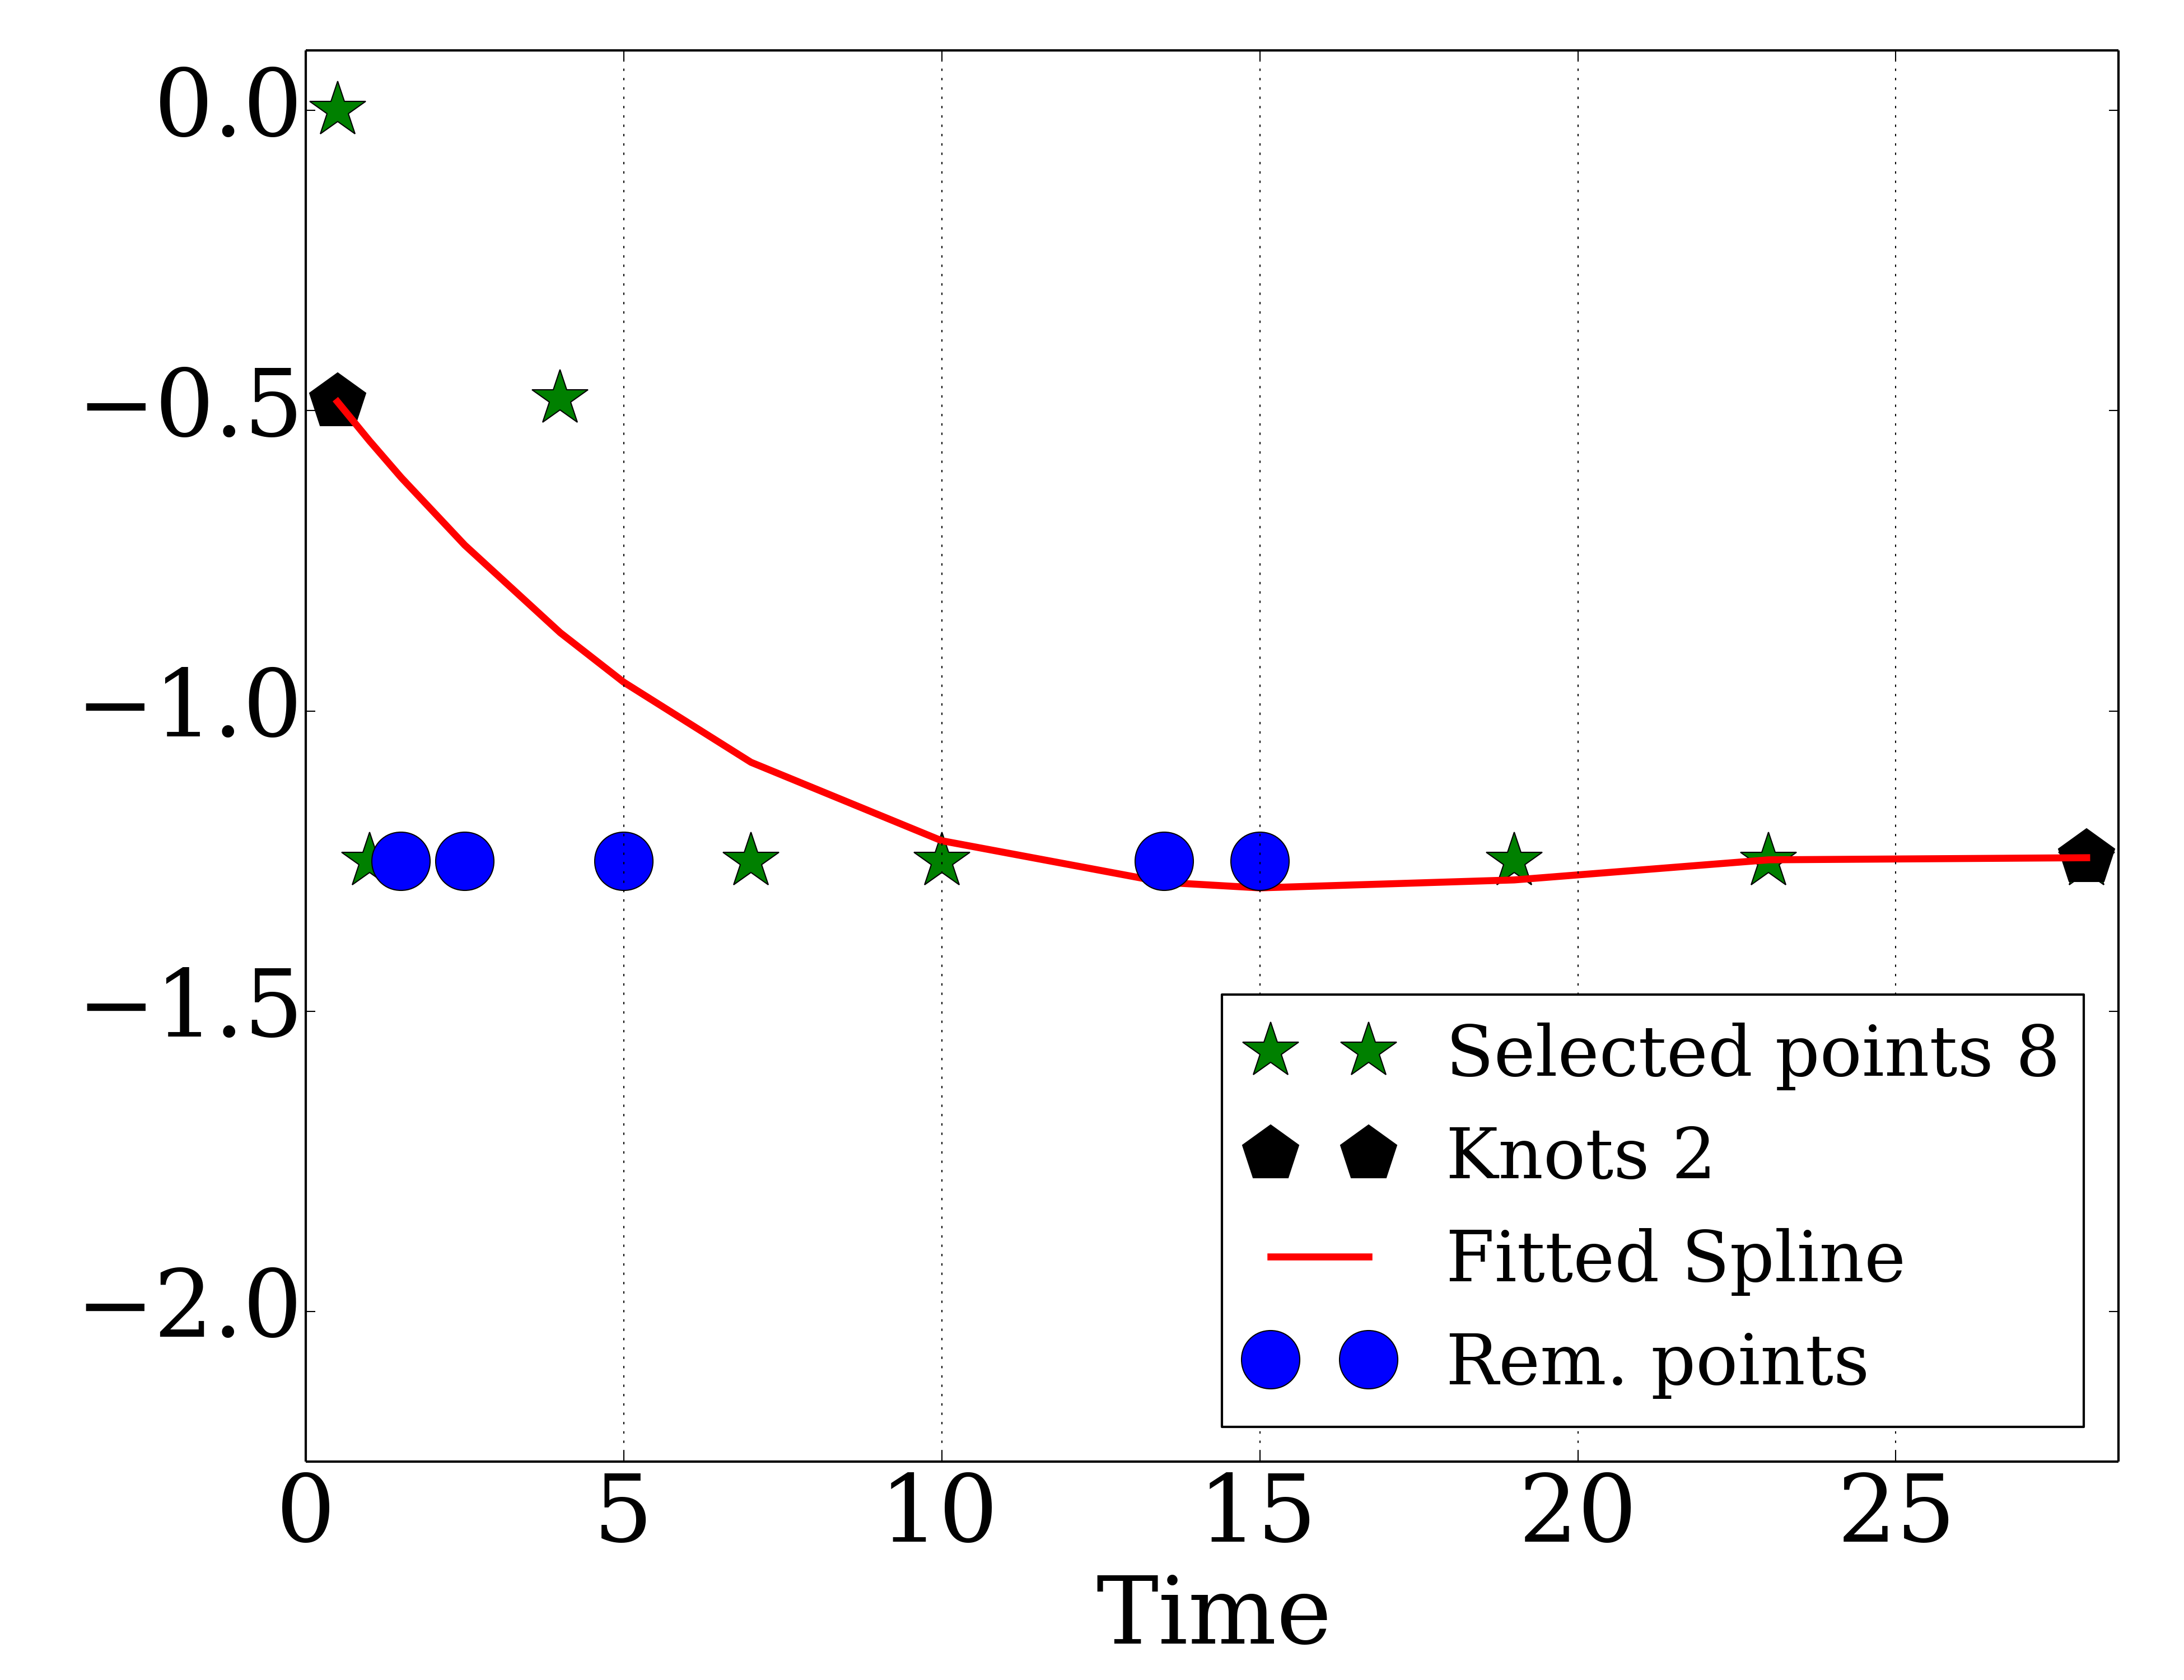 0.0
−0.5
−1.0
−1.5
−2.0
Selected points 8
Knots 2
Fitted Spline
Rem. points
0 5 10 15 20 25
Time